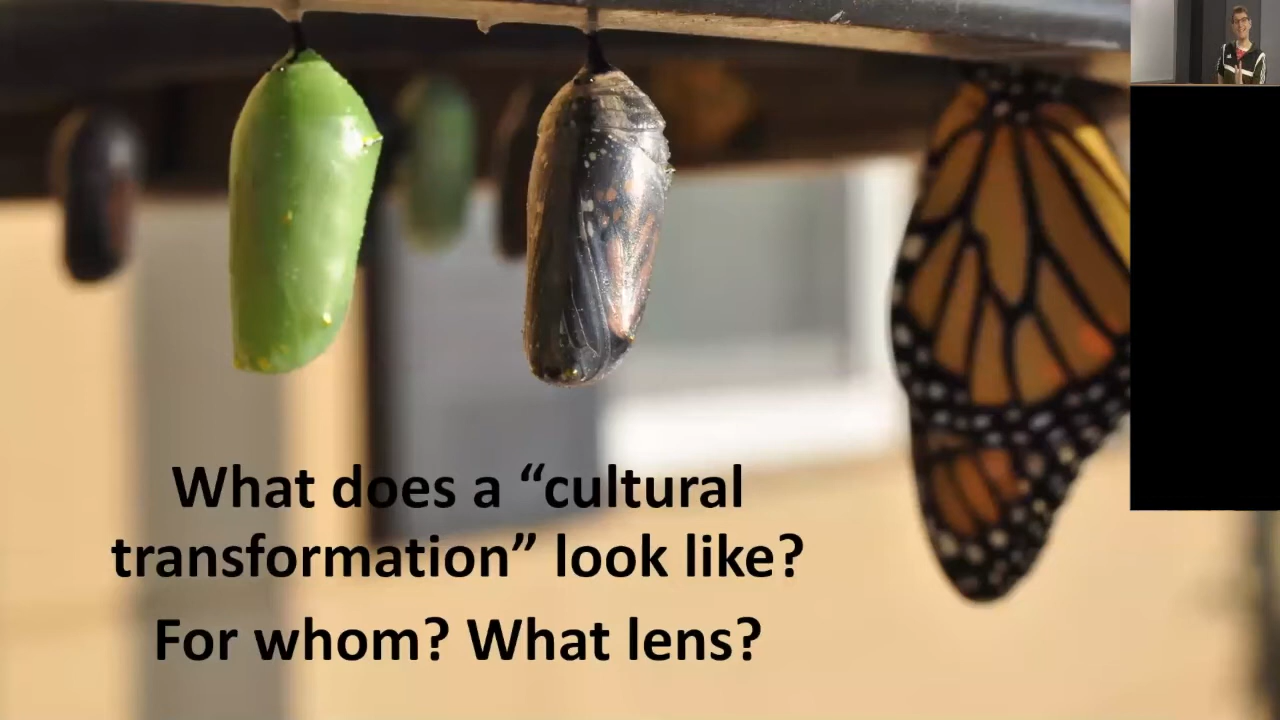 What does a “cultural
transformation” look like?
For whom? What lens?